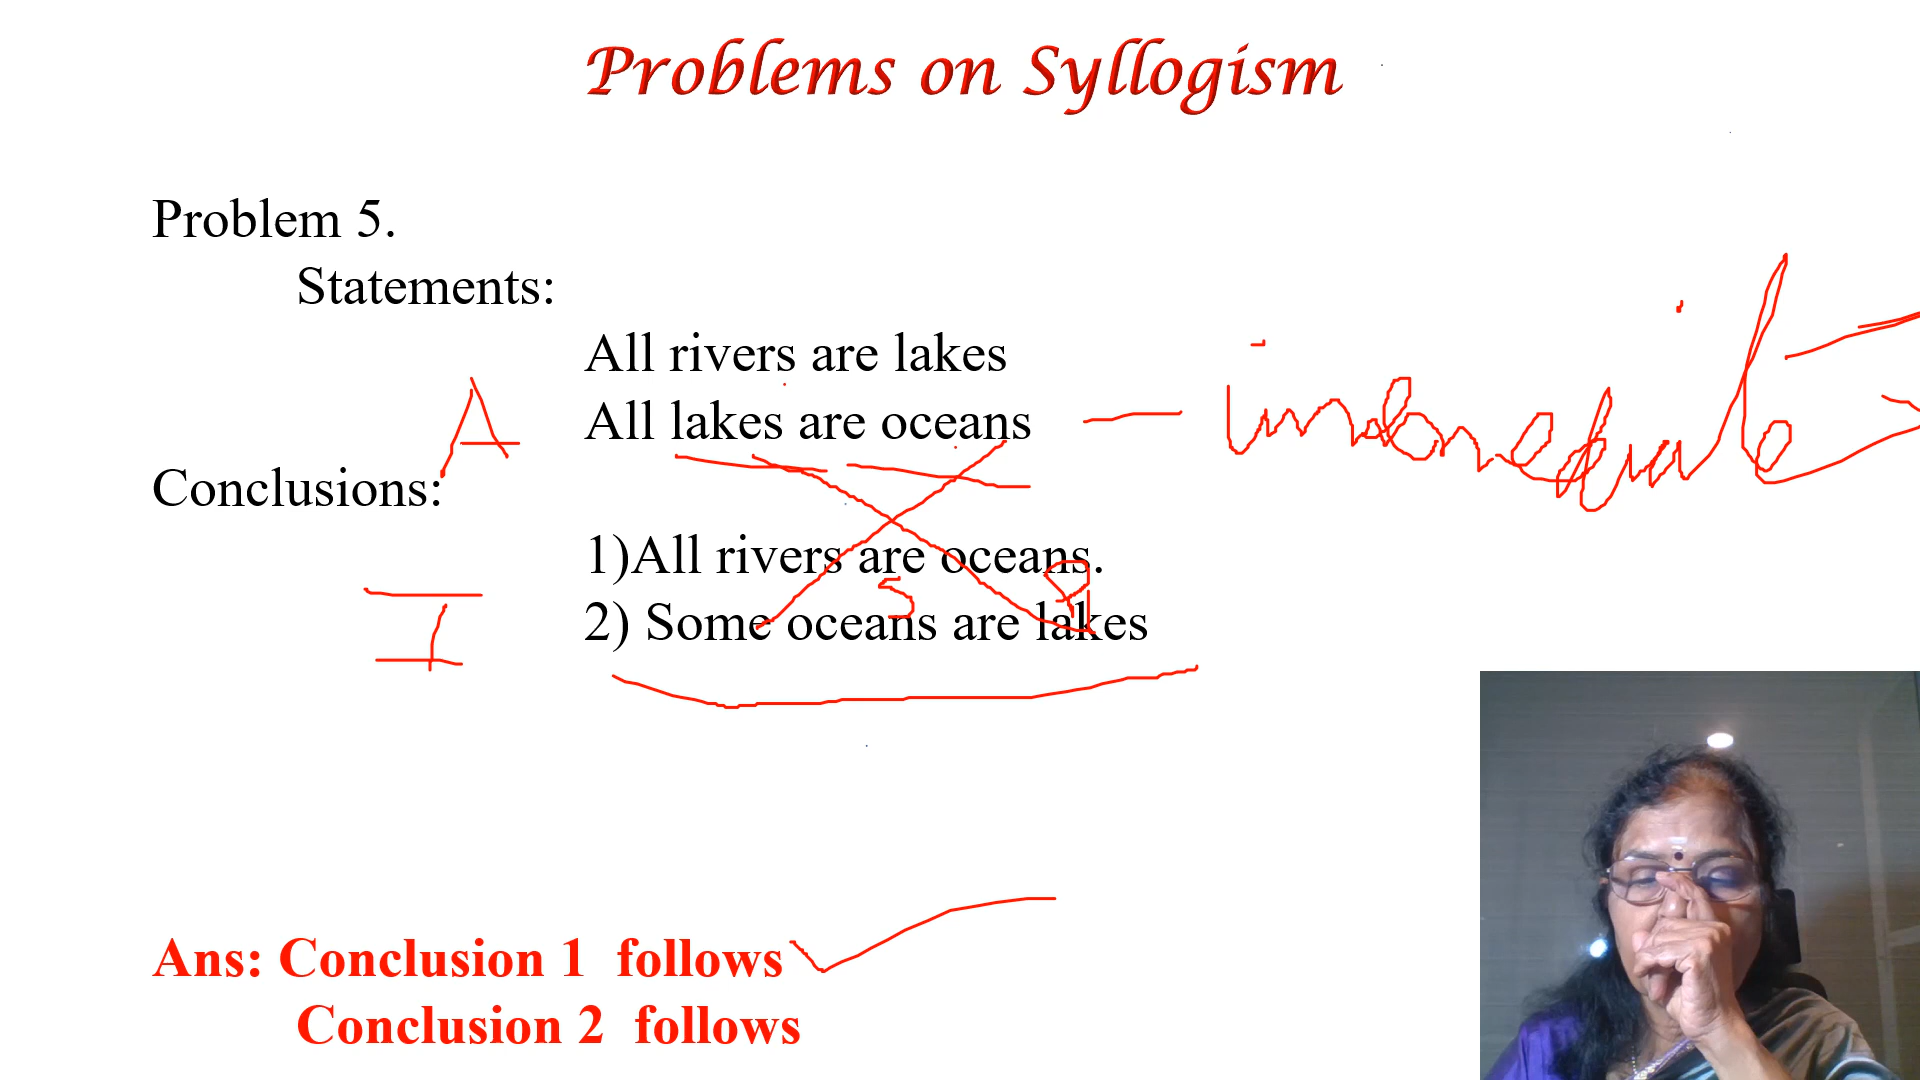 Problems on Syllogism
Problem 5.
Statements:
All rivers are lakes
A All lakes are oceans —
Conclusions:
1)All rivers are oceans.
S P
I 2) Some oceans are lakes
Ans: Conclusion 1 follows
Conclusion 2 follows